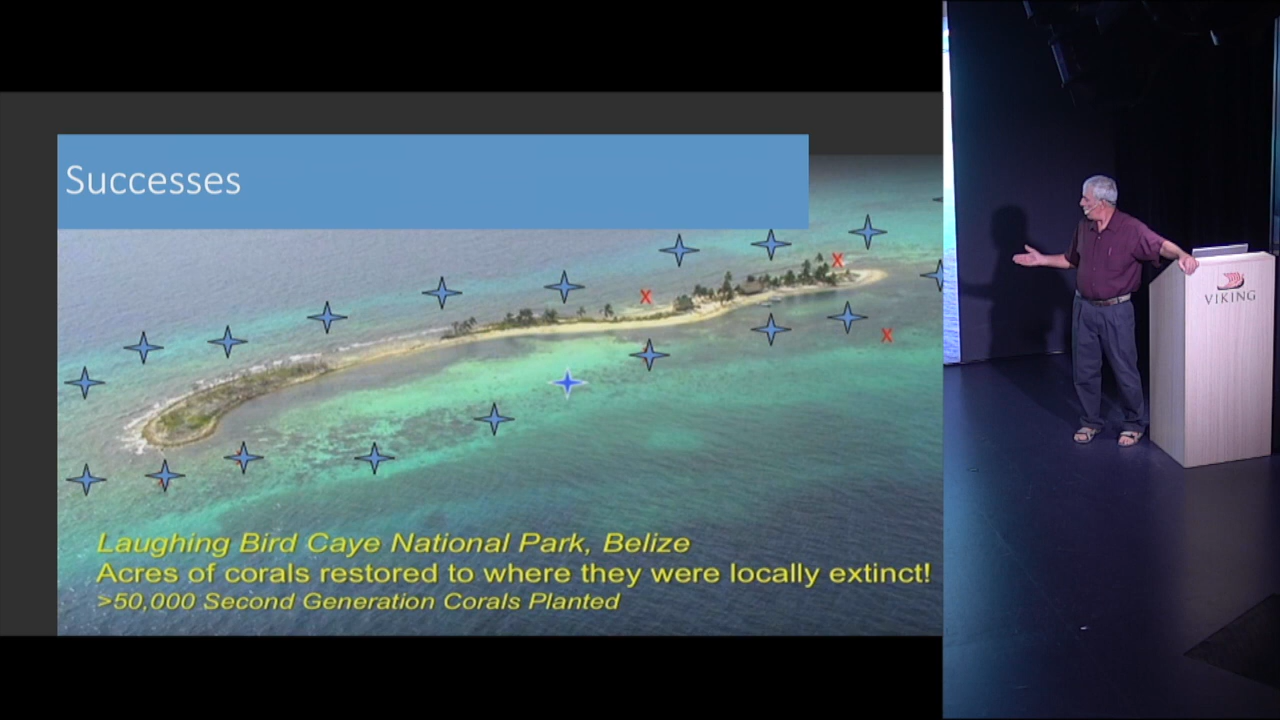 Successes
X
X
X
Laughing Bird Caye National Park, Belize
Acres of corals restored to where they were locally extinct!
>50,000 Second Generation Corals Planted
VIKING